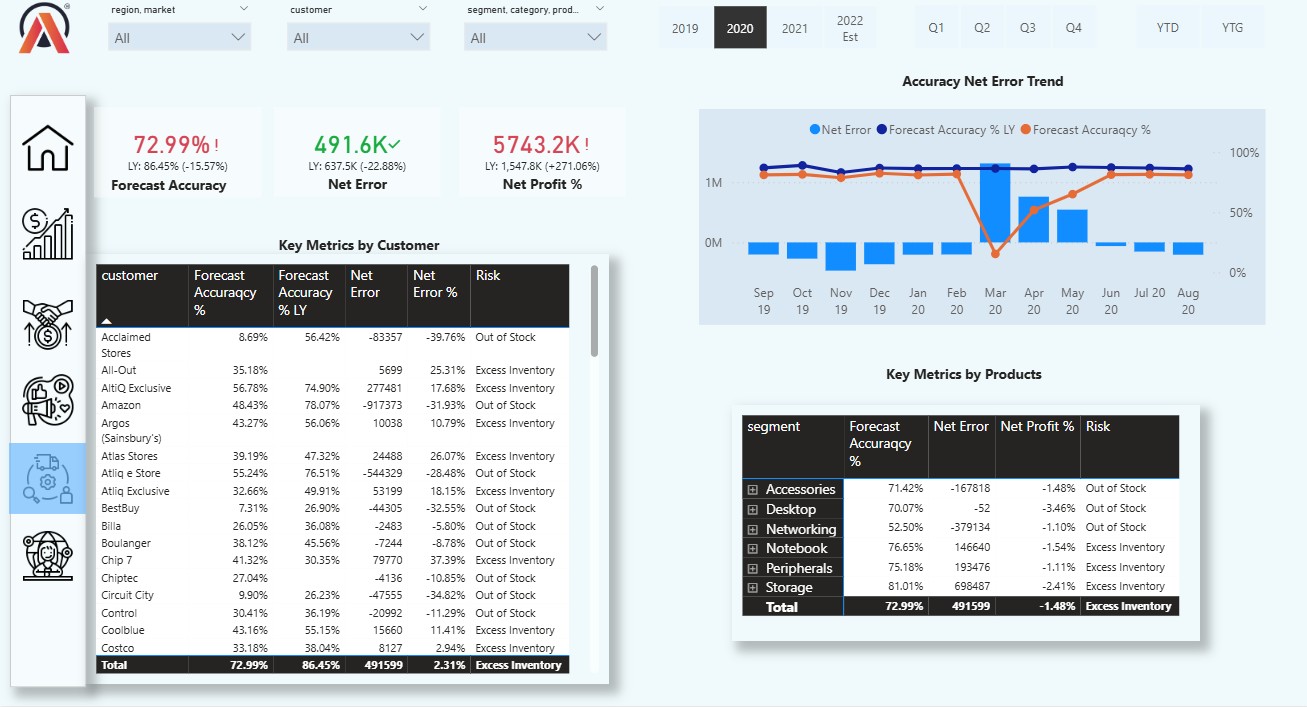 region, market
customer
segment, category, prod...
All
All
All
2019
2020
2021
2022
Est
Q1
Q2
Q3
Q4
YTD
YTG
72.99%!
LY: 86.45% (-15.57%)
Forecast Accuracy
491.6K✓
LY: 637.5K (-22.88%)
Net Error
5743.2K!
LY: 1,547.8K (+271.06%)
Net Profit %
Accuracy Net Error Trend
Net Error Forecast Accuracy % LY Forecast Accuraqcy %
1M
0M
100%
50%
0%
Sep Oct Nov Dec Jan Feb Mar Apr May Jun Jul 20 Aug
19 19 19 19 20 20 20 20 20 20 20
Key Metrics by Customer
customer Forecast Forecast Net Net Risk
Accuraqcy Accuracy Error Error %
% % LY
Acclaimed 8.69% 56.42% -83357 -39.76% Out of Stock
Stores
All-Out 35.18% 5699 25.31% Excess Inventory
AltiQ Exclusive 56.78% 74.90% 277481 17.68% Excess Inventory
Amazon 48.43% 78.07% -917373 -31.93% Out of Stock
Argos 43.27% 56.06% 10038 10.79% Excess Inventory
(Sainsbury's)
Atlas Stores 39.19% 47.32% 24488 26.07% Excess Inventory
Atliq e Store 55.24% 76.51% -544329 -28.48% Out of Stock
Atliq Exclusive 32.66% 49.91% 53199 18.15% Excess Inventory
BestBuy 7.31% 26.90% -44305 -32.55% Out of Stock
Billa 26.05% 36.08% -2483 -5.80% Out of Stock
Boulanger 38.12% 45.56% -7244 -8.78% Out of Stock
Chip 7 41.32% 30.35% 79770 37.39% Excess Inventory
Chiptec 27.04% -4136 -10.85% Out of Stock
Circuit City 9.90% 26.23% -47555 -34.82% Out of Stock
Control 30.41% 36.19% -20992 -11.29% Out of Stock
Coolblue 43.16% 55.15% 15660 11.41% Excess Inventory
Costco 33.18% 38.04% 8127 2.94% Excess Inventory
Total 72.99% 86.45% 491599 2.31% Excess Inventory
Key Metrics by Products
segment Forecast Net Error Net Profit % Risk
Accuraqcy
%
Accessories 71.42% -167818 -1.48% Out of Stock
Desktop 70.07% -52 -3.46% Out of Stock
Networking 52.50% -379134 -1.10% Out of Stock
Notebook 76.65% 146640 -1.54% Excess Inventory
Peripherals 75.18% 193476 -1.11% Excess Inventory
Storage 81.01% 698487 -2.41% Excess Inventory
Total 72.99% 491599 -1.48% Excess Inventory